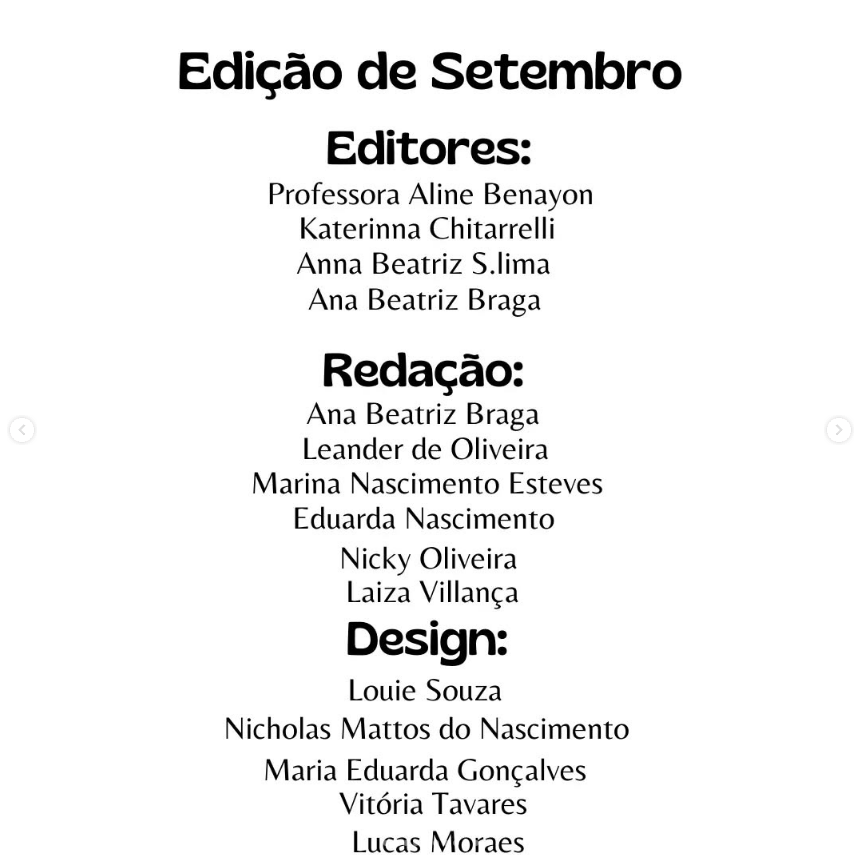 Edição de Setembro
Editores:
Professora Aline Benayon
Katerinna Chitarrelli
Anna Beatriz S.lima
Ana Beatriz Braga
Redação:
Ana Beatriz Braga
Leander de Oliveira
Marina Nascimento Esteves
Eduarda Nascimento
Nicky Oliveira
Laiza Villança
Design:
Louie Souza
Nicholas Mattos do Nascimento
Maria Eduarda Gonçalves
Vitória Tavares
Lucas Moraes